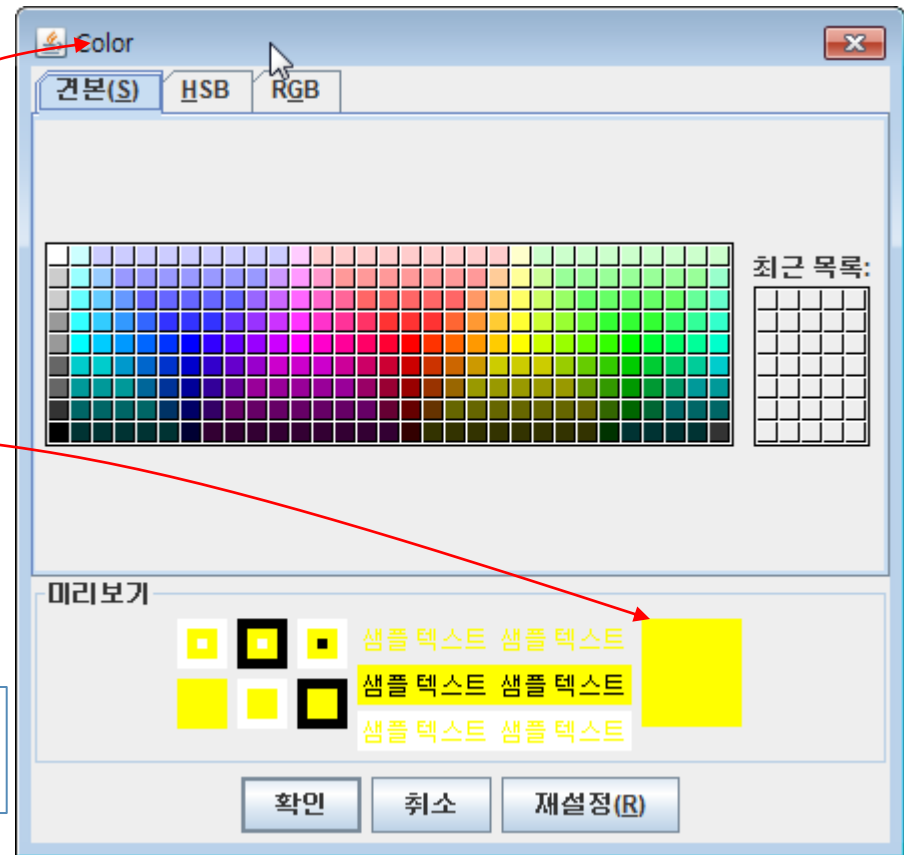 Color
견본(S) HSB RGB
최근 목록:
미리보기
샘플 텍스트 샘플 텍스트
샘플 텍스트 샘플 텍스트
샘플 텍스트 샘플 텍스트
확인 취소 재설정(R)